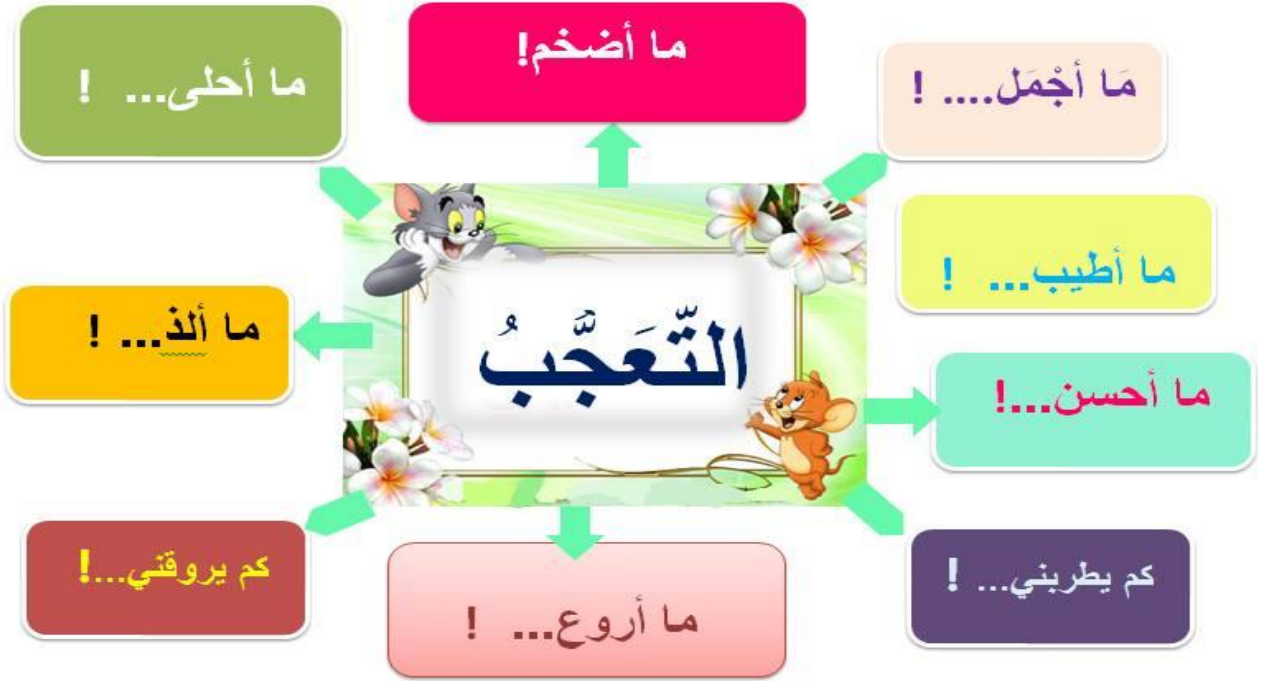 التّعَجَّبُ
ما أضخم!
مَا أجْمَل.... !
ما أطيب... !
ما أحسن...!
كم يطربني... !
ما أروع... !
كم يروقني...!
ما ألذ... !
ما أحلى... !